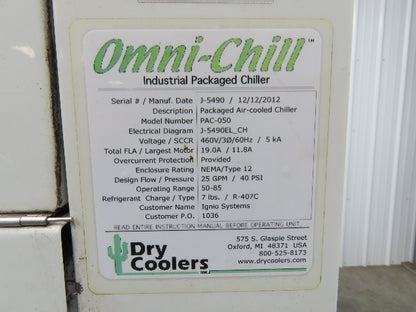 Omni-Chill™
Industrial Packaged Chiller
Serial # / Manuf. Date J-5490 / 12/12/2012
Description Packaged Air-cooled Chiller
Model Number PAC-050
Electrical Diagram J-5490EL_CH
Voltage / SCCR 460V/3Ø/60Hz / 5 kA
Total FLA / Largest Motor 19.0A / 11.8A
Overcurrent Protection Provided
Enclosure Rating NEMA/Type 12
Design Flow / Pressure 25 GPM / 40 PSI
Operating Range 50-85
Refrigerant Charge / Type 7 lbs. / R-407C
Customer Name Ignio Systems
Customer P.O. 1036
READ ENTIRE INSTRUCTION MANUAL BEFORE OPERATING UNIT.
Dry
Coolers
INC.
575 S. Glaspie Street
Oxford, MI 48371 USA
800-525-8173
www.drycoolers.com